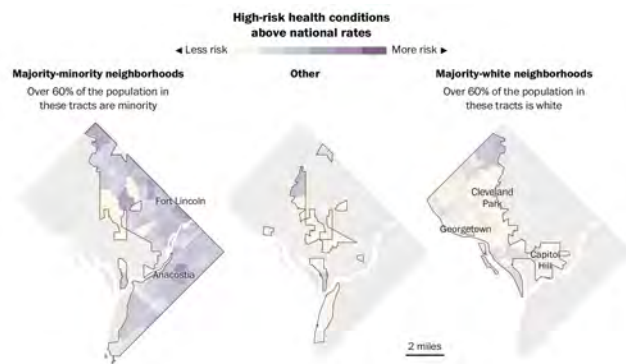 High-risk health conditions
above national rates
◄ Less risk More risk ►
Majority-minority neighborhoods
Over 60% of the population in
these tracts are minority
Other
Majority-white neighborhoods
Over 60% of the population in
these tracts is white
Fort Lincoln
Anacostia
Cleveland
Park
Georgetown
Capitol
Hill
2 miles